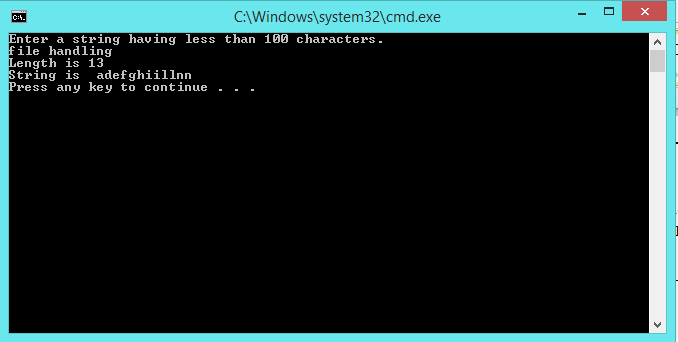 C:\Windows\system32\cmd.exe
Enter a string having less than 100 characters.
file handling
Length is 13
String is  adefghiillnn
Press any key to continue . . .